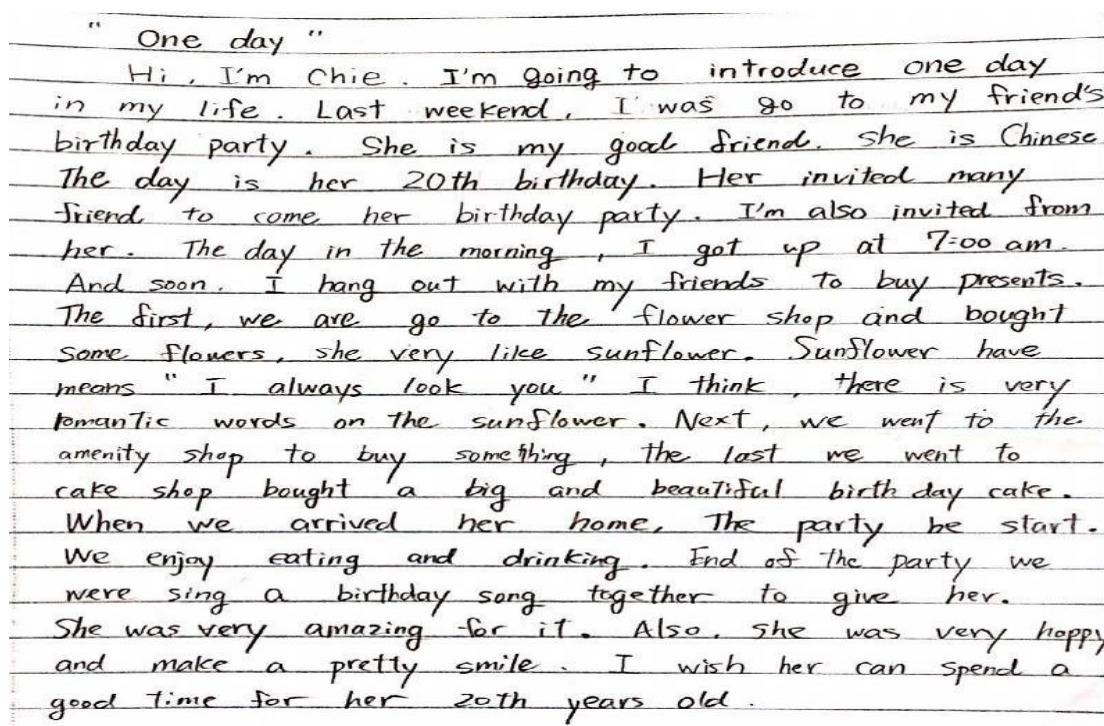 " One day "
Hi, I'm Chie. I'm going to introduce one day
in my life. Last weekend, I was go to my friend's
birthday party. She is my good friend. She is Chinese
The day is her 20th birthday. Her invited many
friend to come her birthday party. I'm also invited from
her. The day in the morning, I got up at 7:00 am.
And soon. I hang out with my friends to buy presents.
The first, we are go to the flower shop and bought
some flowers, she very like sunflower. Sunflower have
means " I always look you " I think, there is very
romantic words on the sunflower. Next, we went to the
amenity shop to buy something, the last we went to
cake shop bought a big and beautiful birth day cake.
When we arrived her home, The party be start.
We enjoy eating and drinking. End of the party we
were sing a birthday song together to give her.
She was very amazing for it. Also, she was very happy
and make a pretty smile. I wish her can spend a
good time for her 20th years old.